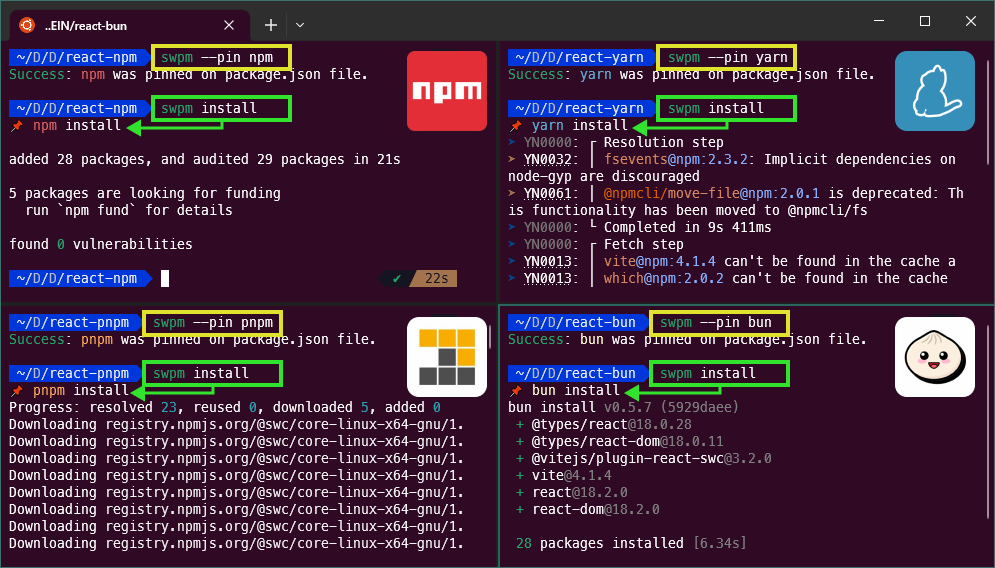 ..EIN/react-bun
~/D/D/react-npm swpm --pin npm
Success: npm was pinned on package.json file.
~/D/D/react-npm swpm install
npm install
added 28 packages, and audited 29 packages in 21s
5 packages are looking for funding
run `npm fund` for details
found 0 vulnerabilities
~/D/D/react-npm
✔ 22s
npm
~/D/D/react-yarn swpm --pin yarn
Success: yarn was pinned on package.json file.
~/D/D/react-yarn swpm install
yarn install
➤ YN0000: ┌ Resolution step
➤ YN0032: │ fsevents@npm:2.3.2: Implicit dependencies on
node-gyp are discouraged
➤ YN0061: │ @npmcli/move-file@npm:2.0.1 is deprecated: Th
is functionality has been moved to @npmcli/fs
➤ YN0000: └ Completed in 9s 411ms
➤ YN0000: ┌ Fetch step
➤ YN0013: │ vite@npm:4.1.4 can't be found in the cache a
➤ YN0013: │ which@npm:2.0.2 can't be found in the cache
~/D/react-pnpm swpm --pin pnpm
Success: pnpm was pinned on package.json file.
~/D/react-pnpm swpm install
pnpm install
Progress: resolved 23, reused 0, downloaded 5, added 0
Downloading registry.npmjs.org/@swc/core-linux-x64-gnu/1.
Downloading registry.npmjs.org/@swc/core-linux-x64-gnu/1.
Downloading registry.npmjs.org/@swc/core-linux-x64-gnu/1.
Downloading registry.npmjs.org/@swc/core-linux-x64-gnu/1.
Downloading registry.npmjs.org/@swc/core-linux-x64-gnu/1.
Downloading registry.npmjs.org/@swc/core-linux-x64-gnu/1.
Downloading registry.npmjs.org/@swc/core-linux-x64-gnu/1.
Downloading registry.npmjs.org/@swc/core-linux-x64-gnu/1.
~/D/D/react-bun swpm --pin bun
Success: bun was pinned on package.json file.
~/D/D/react-bun swpm install
bun install
bun install v0.5.7 (5929daee)
+ @types/react@18.0.28
+ @types/react-dom@18.0.11
+ @vitejs/plugin-react-swc@3.2.0
+ vite@4.1.4
+ react@18.2.0
+ react-dom@18.2.0
28 packages installed [6.34s]